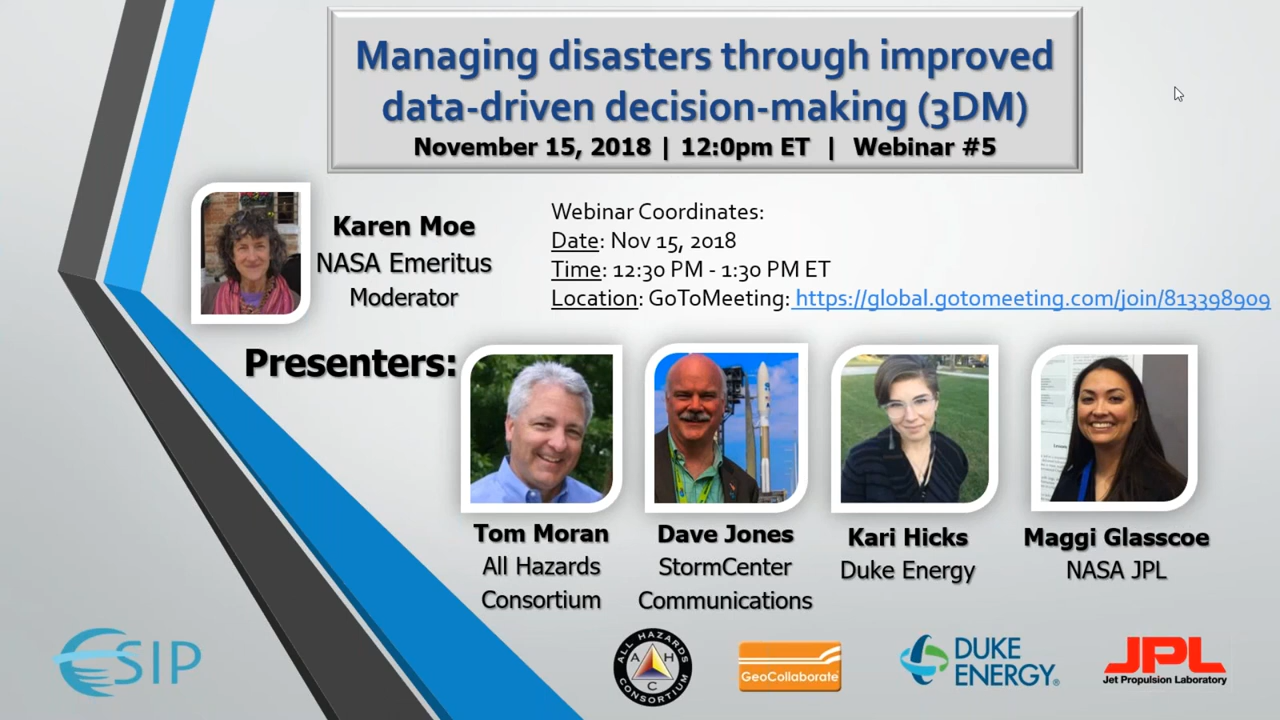 Managing disasters through improved
data-driven decision-making (3DM)
November 15, 2018 | 12:0pm ET | Webinar #5
Karen Moe
NASA Emeritus
Moderator
Webinar Coordinates:
Date: Nov 15, 2018
Time: 12:30 PM - 1:30 PM ET
Location: GoToMeeting: https://global.gotomeeting.com/join/813398909
Presenters:
Tom Moran
All Hazards
Consortium
Dave Jones
StormCenter
Communications
Kari Hicks
Duke Energy
Maggi Glasscoe
NASA JPL
ESIP
ALL HAZARDS
A H
C
CONSORTIUM
GeoCollaborate
DUKE
ENERGY®
JPL
Jet Propulsion Laboratory